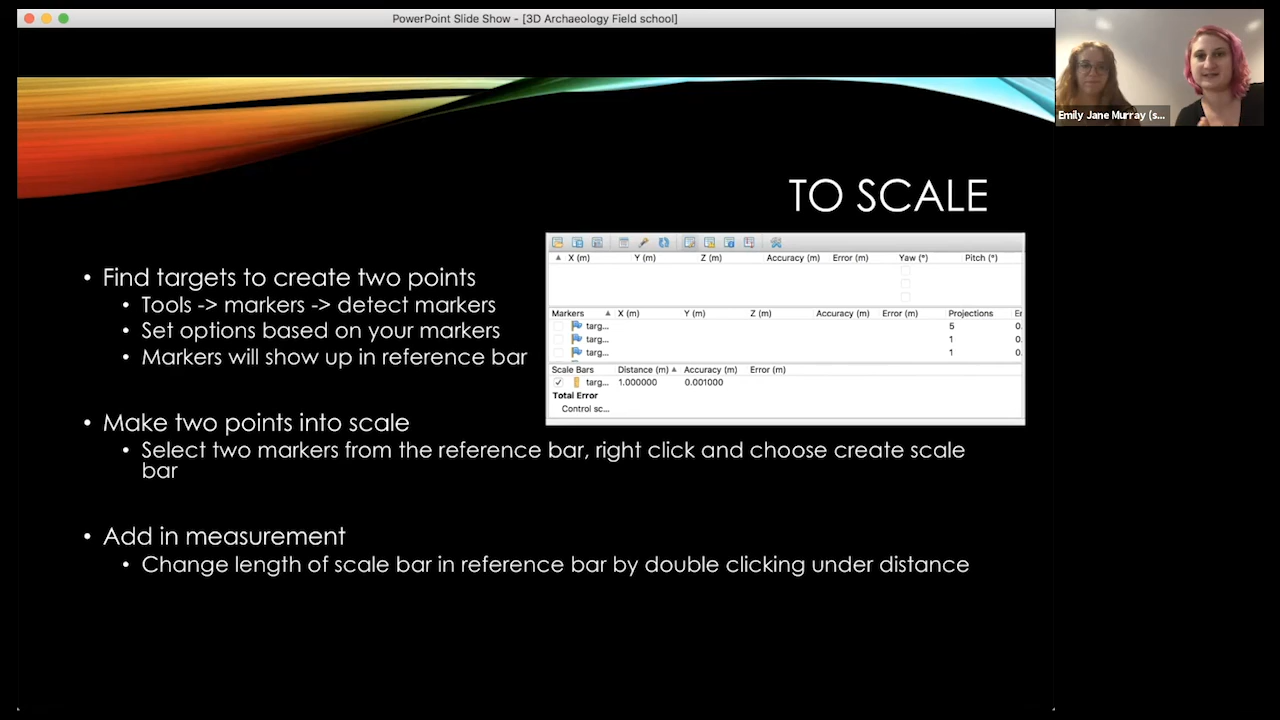 PowerPoint Slide Show - [3D Archaeology Field school]
Emily Jane Murray (s...
TO SCALE
• Find targets to create two points
• Tools -> markers -> detect markers
• Set options based on your markers
• Markers will show up in reference bar
X (m) Y (m) Z (m) Accuracy (m) Error (m) Yaw (°) Pitch (°)
Markers X (m) Y (m) Z (m) Accuracy (m) Error (m) Projections Er
targ... 5 0.
targ... 1 0.
targ... 1 0.
Scale Bars Distance (m) Accuracy (m) Error (m)
targ... 1.000000 0.001000
Total Error
Control sc...
• Make two points into scale
• Select two markers from the reference bar, right click and choose create scale
bar
• Add in measurement
• Change length of scale bar in reference bar by double clicking under distance